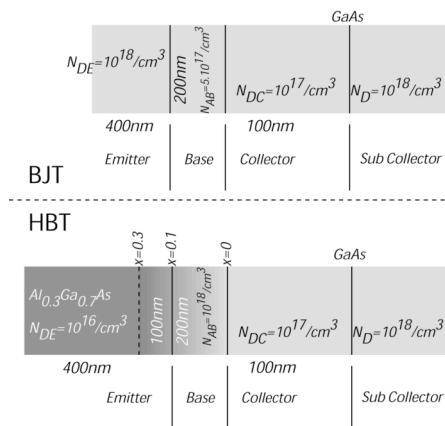 GaAs
N_DE=10^18/cm^3
200nm
N_AB=5.10^17/cm^3
N_DC=10^17/cm^3
N_D=10^18/cm^3
400nm
100nm
Emitter
Base
Collector
Sub Collector
BJT
HBT
x=0.3
x=0.1
x=0
GaAs
Al_0.3Ga_0.7As
N_DE=10^16/cm^3
100nm
200nm
N_AB=10^18/cm^3
N_DC=10^17/cm^3
N_D=10^18/cm^3
400nm
100nm
Emitter
Base
Collector
Sub Collector